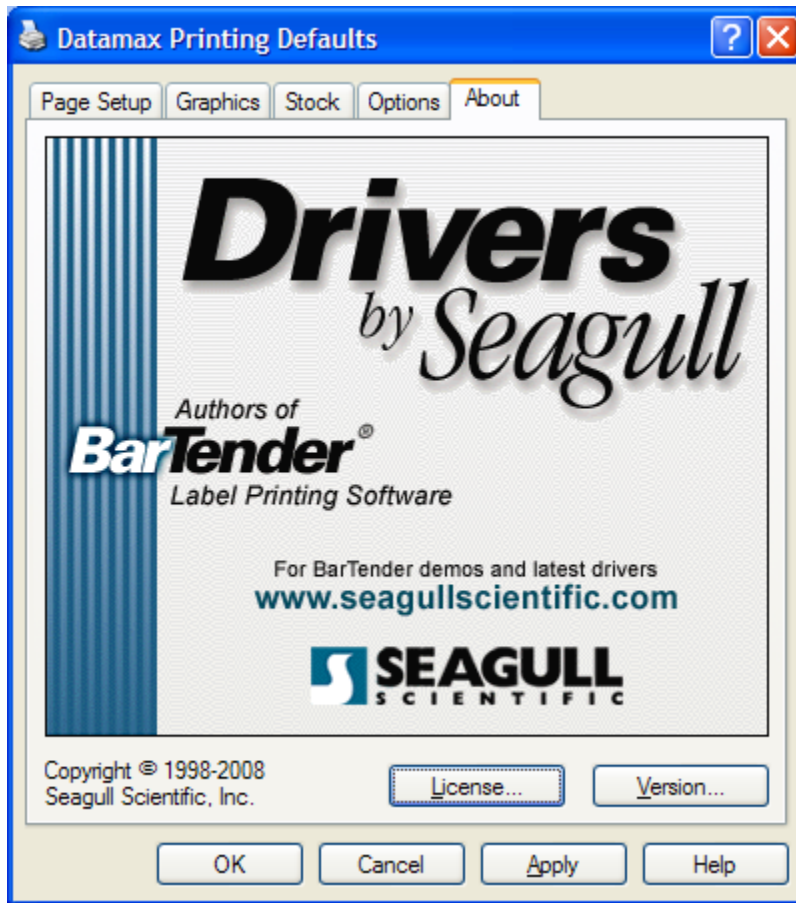 Datamax Printing Defaults
Page Setup Graphics Stock Options About
Drivers
by Seagull
Authors of
BarTender®
Label Printing Software
For BarTender demos and latest drivers
www.seagullscientific.com
SEAGULL
SCIENTIFIC
Copyright © 1998-2008
Seagull Scientific, Inc.
License... Version...
OK Cancel Apply Help